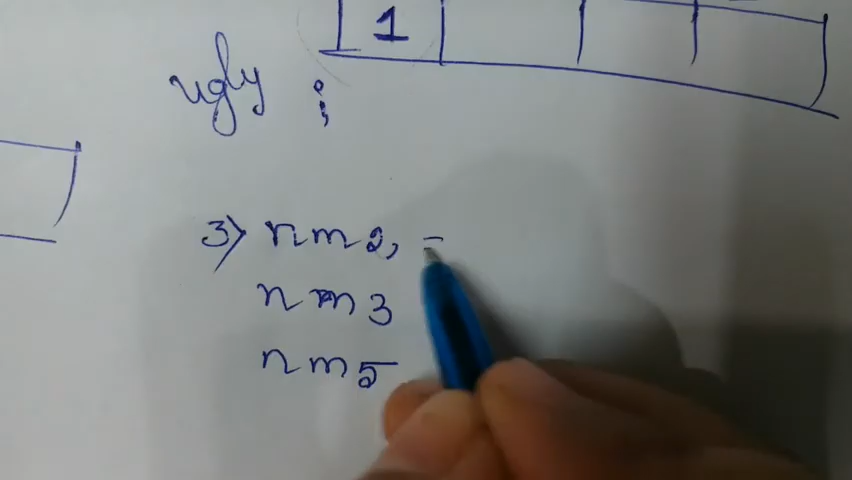 1
ugly ;
3) nm2, -
nm3
nm5